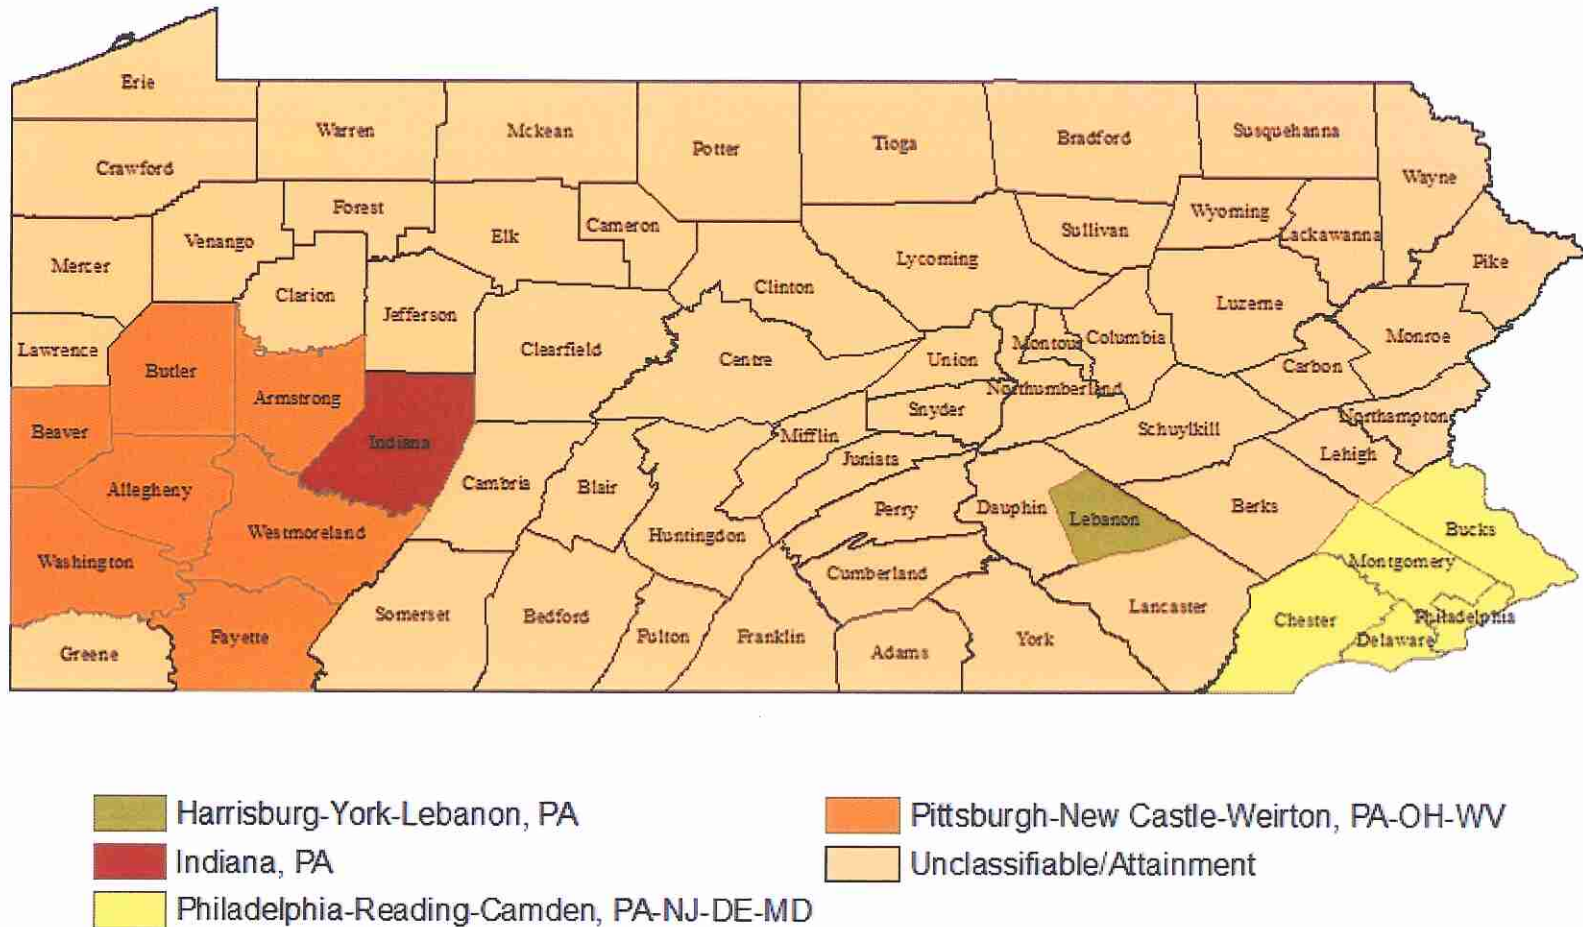 Erie
Warren
Mckean
Potter
Tioga
Bradford
Susquehanna
Crawford
Wayne
Forest
Cameron
Wyoming
Venango
Elk
Sullivan
Lackawanna
Mercer
Lycoming
Pike
Clarion
Clinton
Jefferson
Luzerne
Lawrence
Clearfield
Centre
Union
Montour
Columbia
Monroe
Butler
Carbon
Armstrong
Northumberland
Snyder
Northampton
Beaver
Indiana
Mifflin
Schuylkill
Juniata
Lehigh
Allegheny
Cambria
Blair
Perry
Dauphin
Lebanon
Berks
Westmoreland
Huntingdon
Bucks
Washington
Cumberland
Montgomery
Somerset
Bedford
Lancaster
Chester
Philadelphia
Greene
Fayette
Fulton
Franklin
Adams
York
Delaware
Harrisburg-York-Lebanon, PA
Indiana, PA
Philadelphia-Reading-Camden, PA-NJ-DE-MD
Pittsburgh-New Castle-Weirton, PA-OH-WV
Unclassifiable/Attainment